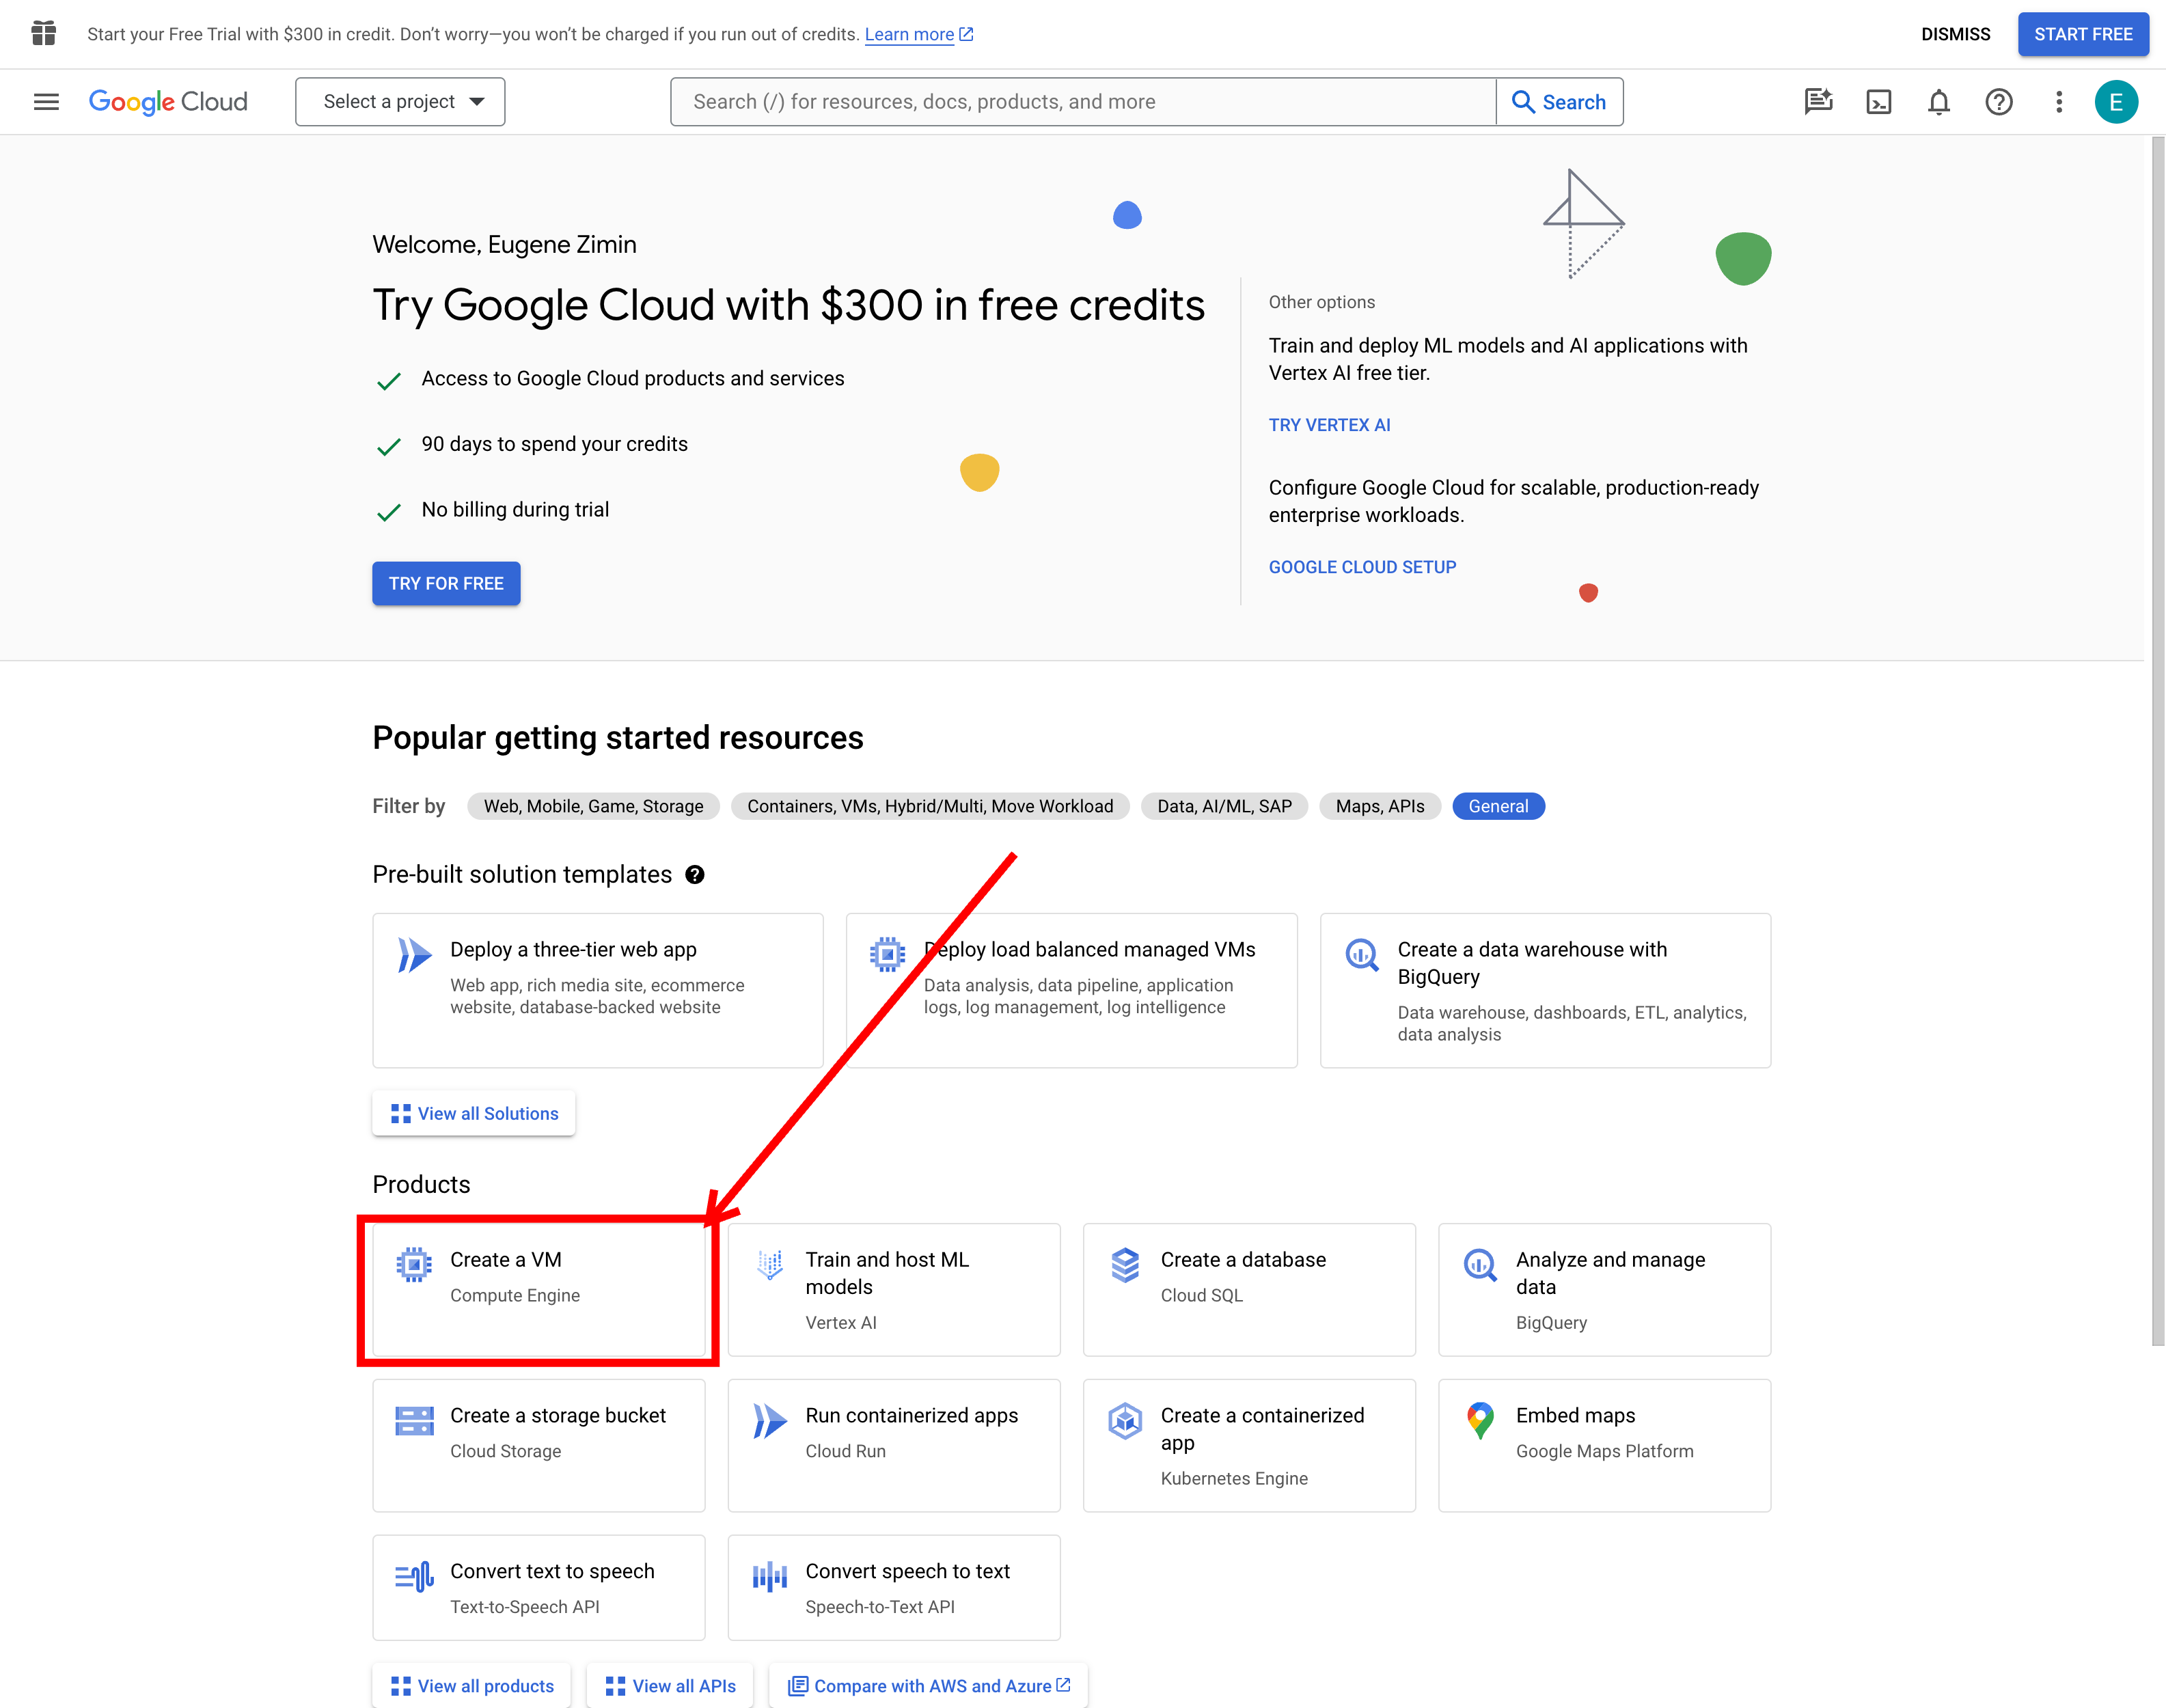 Start your Free Trial with $300 in credit. Don't worry—you won't be charged if you run out of credits. Learn more
DISMISS
START FREE
Google Cloud
Select a project
Search (/) for resources, docs, products, and more
Search
E
Welcome, Eugene Zimin
Try Google Cloud with $300 in free credits
Access to Google Cloud products and services
90 days to spend your credits
No billing during trial
TRY FOR FREE
Other options
Train and deploy ML models and AI applications with
Vertex AI free tier.
TRY VERTEX AI
Configure Google Cloud for scalable, production-ready
enterprise workloads.
GOOGLE CLOUD SETUP
Popular getting started resources
Filter by
Web, Mobile, Game, Storage
Containers, VMs, Hybrid/Multi, Move Workload
Data, AI/ML, SAP
Maps, APIs
General
Pre-built solution templates
Deploy a three-tier web app
Web app, rich media site, ecommerce
website, database-backed website
Deploy load balanced managed VMs
Data analysis, data pipeline, application
logs, log management, log intelligence
Create a data warehouse with
BigQuery
Data warehouse, dashboards, ETL, analytics,
data analysis
View all Solutions
Products
Create a VM
Compute Engine
Train and host ML
models
Vertex AI
Create a database
Cloud SQL
Analyze and manage
data
BigQuery
Create a storage bucket
Cloud Storage
Run containerized apps
Cloud Run
Create a containerized
app
Kubernetes Engine
Embed maps
Google Maps Platform
Convert text to speech
Text-to-Speech API
Convert speech to text
Speech-to-Text API
View all products
View all APIs
Compare with AWS and Azure